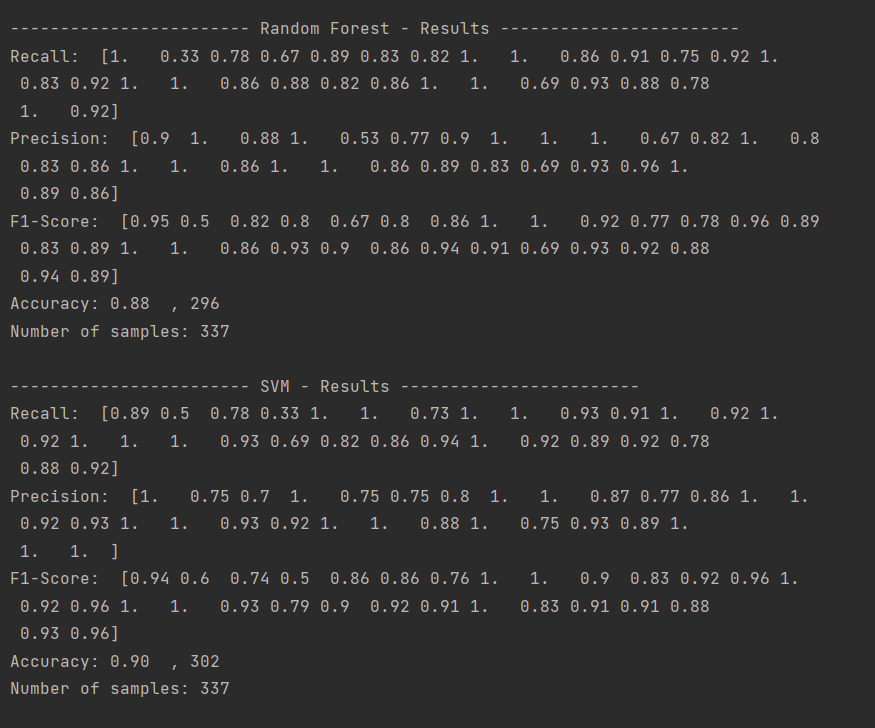 ------------------------ Random Forest - Results ------------------------
Recall:  [1.   0.33 0.78 0.67 0.89 0.83 0.82 1.   1.   0.86 0.91 0.75 0.92 1.
 0.83 0.92 1.   1.   0.86 0.88 0.82 0.86 1.   1.   0.69 0.93 0.88 0.78
 1.   0.92]
Precision:  [0.9  1.   0.88 1.   0.53 0.77 0.9  1.   1.   1.   0.67 0.82 1.   0.8
 0.83 0.86 1.   1.   0.86 1.   1.   0.86 0.89 0.83 0.69 0.93 0.96 1.
 0.89 0.86]
F1-Score:  [0.95 0.5  0.82 0.8  0.67 0.8  0.86 1.   1.   0.92 0.77 0.78 0.96 0.89
 0.83 0.89 1.   1.   0.86 0.93 0.9  0.86 0.94 0.91 0.69 0.93 0.92 0.88
 0.94 0.89]
Accuracy: 0.88  , 296
Number of samples: 337
------------------------ SVM - Results ------------------------
Recall:  [0.89 0.5  0.78 0.33 1.   1.   0.73 1.   1.   0.93 0.91 1.   0.92 1.
 0.92 1.   1.   1.   0.93 0.69 0.82 0.86 0.94 1.   0.92 0.89 0.92 0.78
 0.88 0.92]
Precision:  [1.   0.75 0.7  1.   0.75 0.75 0.8  1.   1.   0.87 0.77 0.86 1.   1.
 0.92 0.93 1.   1.   0.93 0.92 1.   1.   0.88 1.   0.75 0.93 0.89 1.
 1.   1.  ]
F1-Score:  [0.94 0.6  0.74 0.5  0.86 0.86 0.76 1.   1.   0.9  0.83 0.92 0.96 1.
 0.92 0.96 1.   1.   0.93 0.79 0.9  0.92 0.91 1.   0.83 0.91 0.91 0.88
 0.93 0.96]
Accuracy: 0.90  , 302
Number of samples: 337